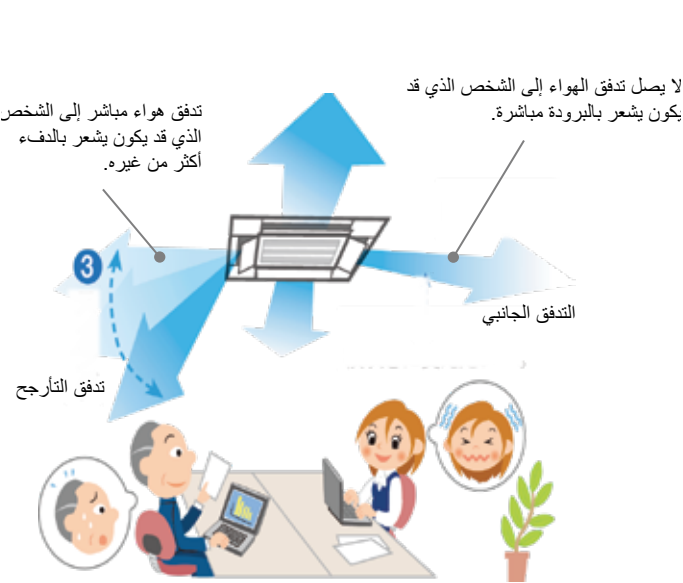 لا يصل تدفق الهواء إلى الشخص الذي قد
يكون يشعر بالبرودة مباشرة.
تدفق هواء مباشر إلى الشخص
الذي قد يكون يشعر بالدفء
أكثر من غيره.
3
التدفق الجانبي
تدفق التأرجح